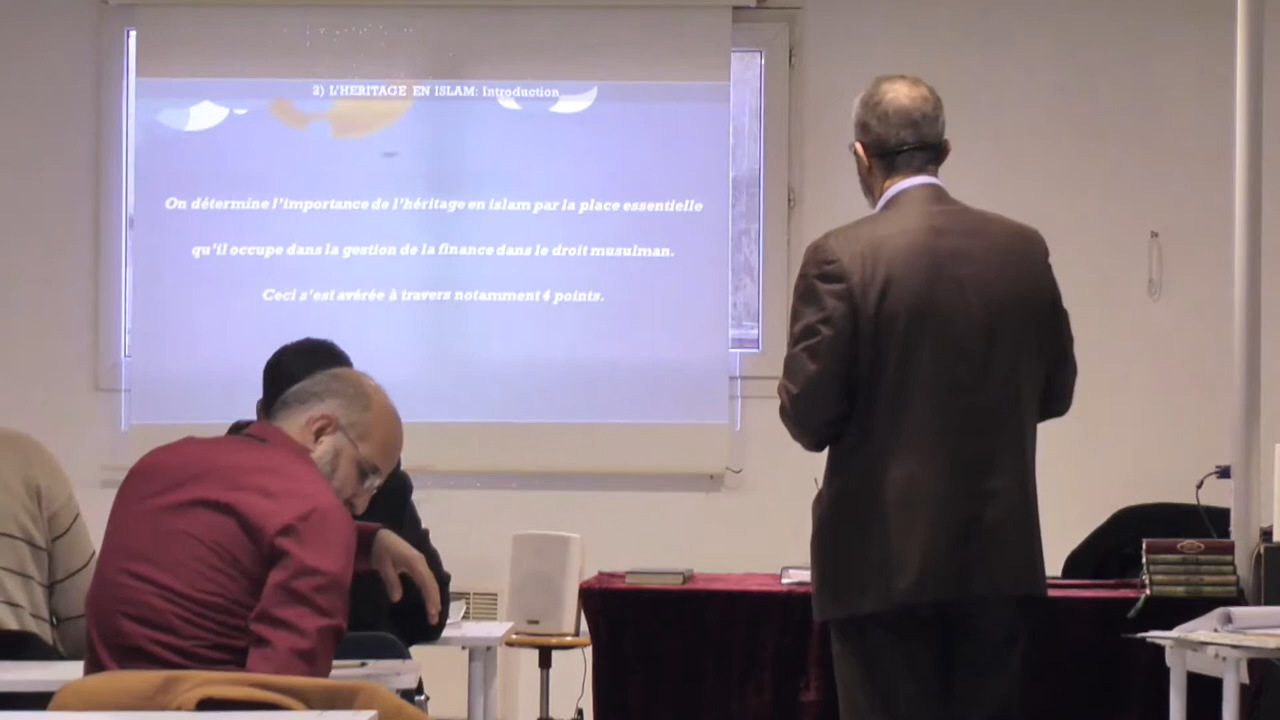 2) L'HERITAGE EN ISLAM: Introduction
On détermine l'importance de l'héritage en islam par la place essentielle
qu'il occupe dans la gestion de la finance dans le droit musulman.
Ceci s'est avérée à travers notamment 4 points.